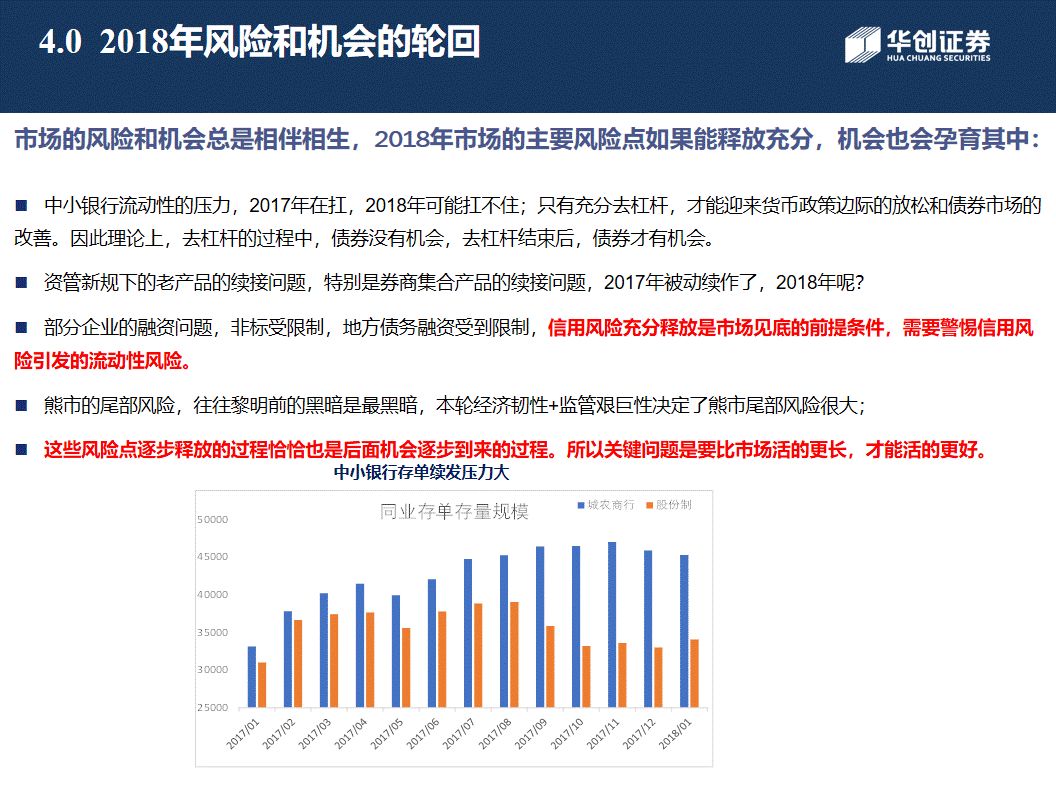 4.0 2018年风险和机会的轮回
华创证券
HUA CHUANG SECURITIES
市场的风险和机会总是相伴相生，2018年市场的主要风险点如果能释放充分，机会也会孕育其中：
■ 中小银行流动性的压力，2017年在扛，2018年可能扛不住；只有充分去杠杆，才能迎来货币政策边际的放松和债券市场的
改善。因此理论上，去杠杆的过程中，债券没有机会，去杠杆结束后，债券才有机会。
■ 资管新规下的老产品的续接问题，特别是券商集合产品的续接问题，2017年被动续作了，2018年呢？
■ 部分企业的融资问题，非标受限制，地方债务融资受到限制，信用风险充分释放是市场见底的前提条件，需要警惕信用风
险引发的流动性风险。
■ 熊市的尾部风险，往往黎明前的黑暗是最黑暗，本轮经济韧性+监管艰巨性决定了熊市尾部风险很大；
■ 这些风险点逐步释放的过程恰恰也是后面机会逐步到来的过程。所以关键问题是要比市场活的更长，才能活的更好。
中小银行存单续发压力大
同业存单存量规模
城农商行 股份制
50000
45000
40000
35000
30000
25000
2017/01 2017/02 2017/03 2017/04 2017/05 2017/06 2017/07 2017/08 2017/09 2017/10 2017/11 2017/12 2018/01